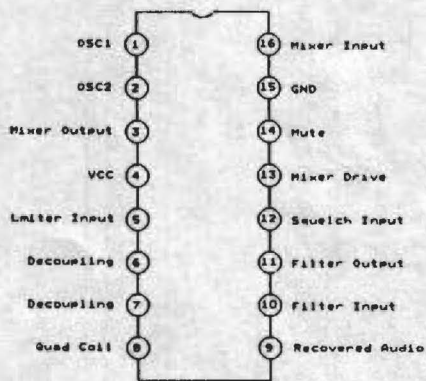 OSC1 1 16 Mixer Input
OSC2 2 15 GND
Mixer Output 3 14 Mute
VCC 4 13 Mixer Drive
Lmiter Input 5 12 Squelch Input
Decoupling 6 11 Filter Output
Decoupling 7 10 Filter Input
Quad Coil 8 9 Recovered Audio